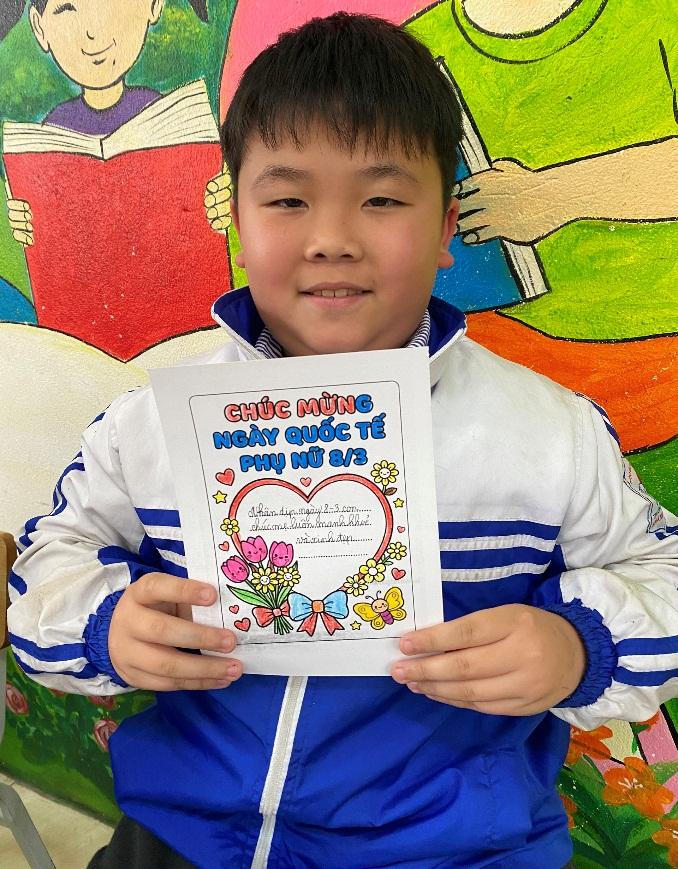 CHÚC MỪNG
NGÀY QUỐC TẾ
PHỤ NỮ 8/3
Nhân dịp ngày 8-3 con
chúc mẹ luôn mạnh khoẻ
và xinh đẹp